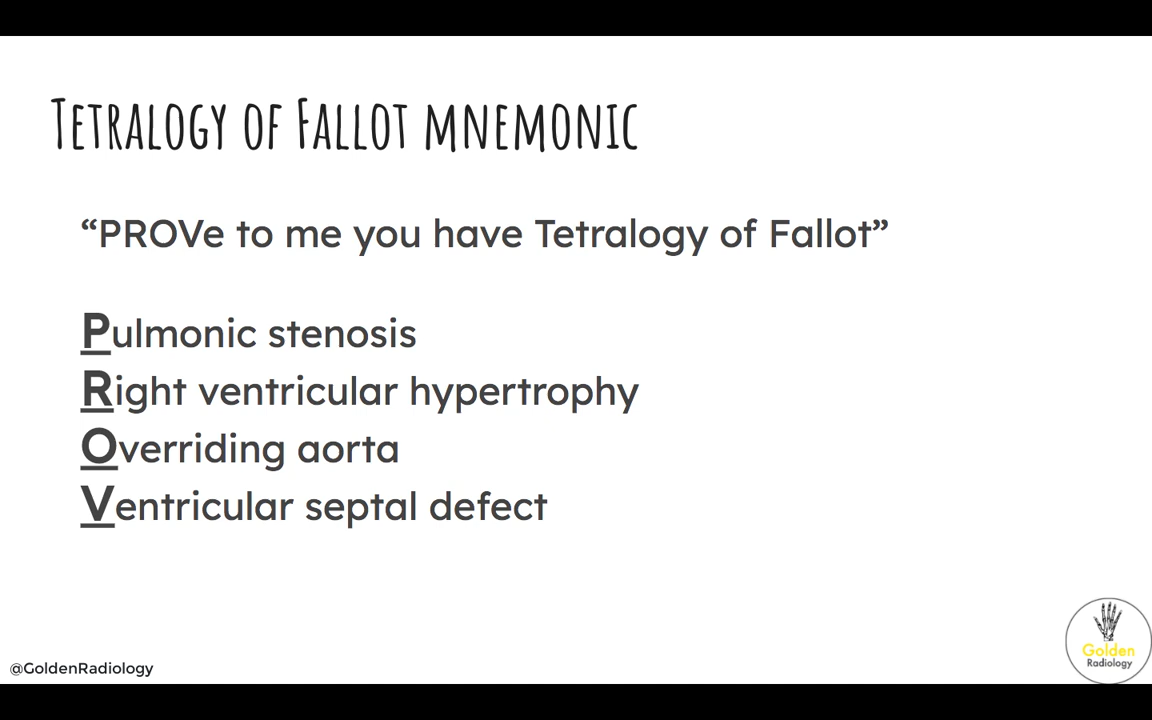 Tetralogy of Fallot mnemonic
“PROVe to me you have Tetralogy of Fallot”
Pulmonic stenosis
Right ventricular hypertrophy
Overriding aorta
Ventricular septal defect
@GoldenRadiology
Golden
Radiology